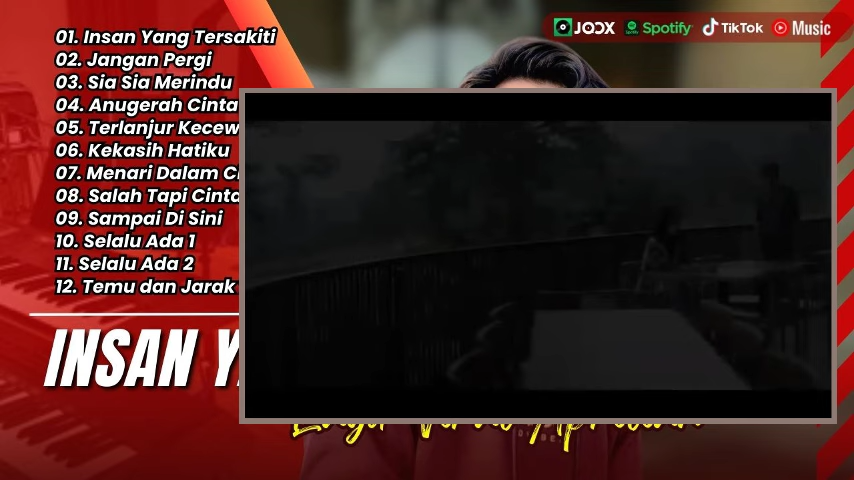 JOOX Spotify TikTok Music
01. Insan Yang Tersakiti
02. Jangan Pergi
03. Sia Sia Merindu
04. Anugerah Cinta
05. Terlanjur Kecew
06. Kekasih Hatiku
07. Menari Dalam
08. Salah Tapi Cinta
09. Sampai Di Sini
10. Selalu Ada 1
11. Selalu Ada 2
12. Temu dan Jarak
INSAN